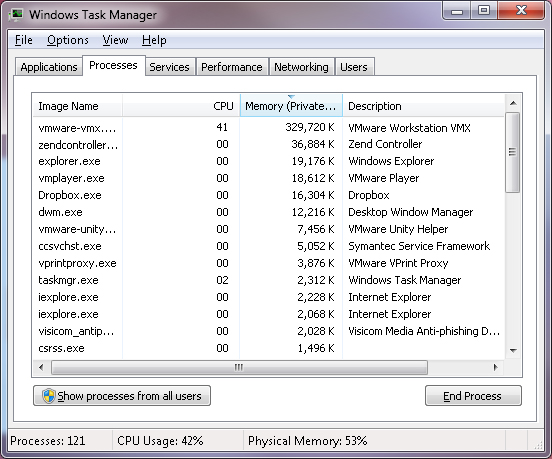 Windows Task Manager
File Options View Help
Applications Processes Services Performance Networking Users
Image Name CPU Memory (Private... Description
vmware-vmx.... 41 329,720 K VMware Workstation VMX
zendcontroller... 00 36,884 K Zend Controller
explorer.exe 00 19,176 K Windows Explorer
vmplayer.exe 00 18,612 K VMware Player
Dropbox.exe 00 16,304 K Dropbox
dwm.exe 00 12,216 K Desktop Window Manager
vmware-unity... 00 7,456 K VMware Unity Helper
ccsvchst.exe 00 5,052 K Symantec Service Framework
vprintproxy.exe 00 3,876 K VMware VPrint Proxy
taskmgr.exe 02 2,312 K Windows Task Manager
iexplore.exe 00 2,228 K Internet Explorer
iexplore.exe 00 2,068 K Internet Explorer
visicom_antip... 00 2,028 K Visicom Media Anti-phishing D...
csrss.exe 00 1,496 K
Show processes from all users End Process
Processes: 121 CPU Usage: 42% Physical Memory: 53%